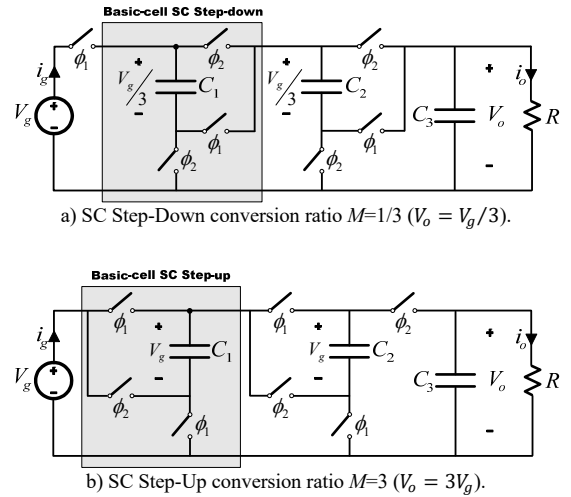 Basic-cell SC Step-down
ϕ₁ ϕ₂ ϕ₂
i_g + V_g/3 - C₁ + V_g/3 - C₂ + i_o
V_g + - ϕ₁ ϕ₁ C₃ V_o R
ϕ₂ ϕ₂ -
a) SC Step-Down conversion ratio M=1/3 (V_o = V_g/3).
Basic-cell SC Step-up
ϕ₁ ϕ₁ ϕ₂
i_g + V_g - C₁ + V_g - C₂ + i_o
V_g + - ϕ₂ ϕ₂ C₃ V_o R
ϕ₁ ϕ₁ -
b) SC Step-Up conversion ratio M=3 (V_o = 3V_g).